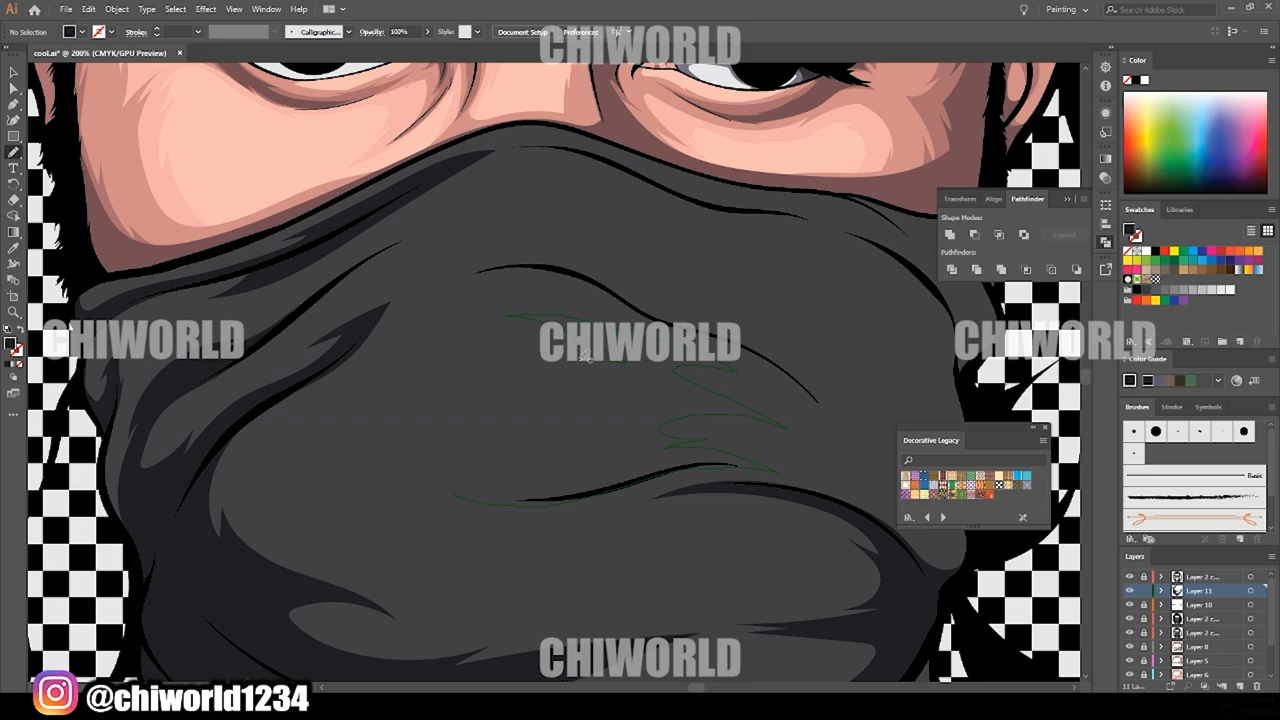 Ai File Edit Object Type Select Effect View Window Help Painting Search Adobe Stock
No Selection Stroke: Calligraphic... Opacity: 100% Style: Document Setup Preferences
cool.ai* @ 200% (CMYK/GPU Preview)
CHIWORLD
Color
Transform Align Pathfinder
Shape Modes:
Expand
Pathfinders:
Swatches Libraries
CHIWORLD CHIWORLD CHIWORLD
Color Guide
Brushes Stroke Symbols
Basic
Decorative Legacy
Layers
Layer 2 c...
Layer 11
Layer 10
Layer 2 c...
Layer 2 c...
Layer 8
Layer 5
Layer 6
11 La...
CHIWORLD
@chiworld1234